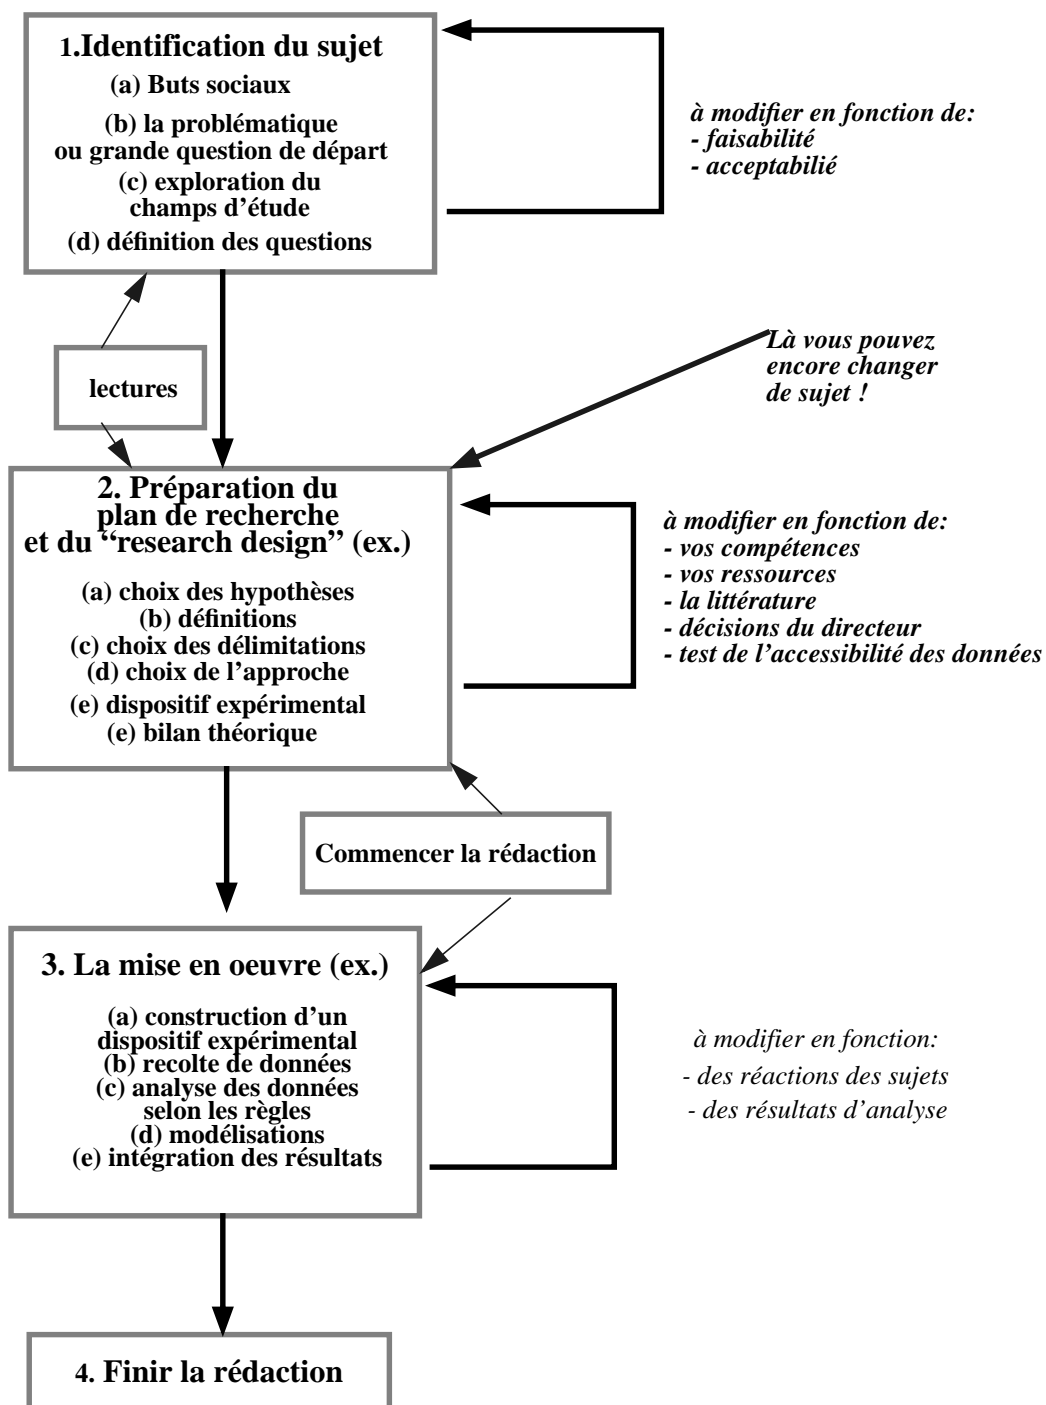 1.Identification du sujet
(a) Buts sociaux
(b) la problématique
ou grande question de départ
(c) exploration du
champs d’étude
(d) définition des questions
à modifier en fonction de:
- faisabilité
- acceptabilié
lectures
Là vous pouvez
encore changer
de sujet !
2. Préparation du
plan de recherche
et du “research design” (ex.)
(a) choix des hypothèses
(b) définitions
(c) choix des délimitations
(d) choix de l’approche
(e) dispositif expérimental
(e) bilan théorique
à modifier en fonction de:
- vos compétences
- vos ressources
- la littérature
- décisions du directeur
- test de l’accessibilité des données
Commencer la rédaction
3. La mise en oeuvre (ex.)
(a) construction d’un
dispositif expérimental
(b) recolte de données
(c) analyse des données
selon les règles
(d) modélisations
(e) intégration des résultats
à modifier en fonction:
- des réactions des sujets
- des résultats d’analyse
4. Finir la rédaction